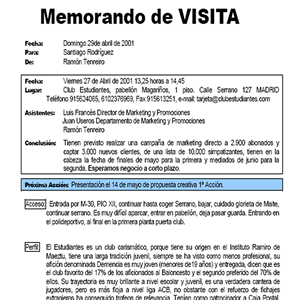 Memorando de VISITA
Fecha: Domingo 29de abril de 2001
Para: Santiago Rodríguez
De: Ramón Tenreiro
Fecha: Viernes 27 de Abril de 2001 13,25 horas a 14,45
Lugar: Club Estudiantes, pabellón Magariños, 1 piso. Calle Serrano 127 MADRID
Teléfono 915624065, 6102376969, Fax 915613251, e-mail: tarjeta@clubestudiantes.com
Asistentes: Luis Francés Director de Marketing y Promociones
Juan Useros Departamento de Marketing y Promociones
Ramón Tenreiro
Conclusión: Tienen previsto realizar una campaña de marketing directo a 2.900 abonados y
captar 3.000 nuevos clientes, de una lista de 10.000 simpatizantes, tienen en la
cabeza la fecha de finales de mayo para la primera y mediados de junio para la
segunda. Esperamos negocio a corto plazo.
Próxima Acción: Presentación el 14 de mayo de propuesta creativa 1ª Acción.
Acceso: Entrada por M-30, PIO XII, continuar hasta coger Serrano, bajar, cuidado glorieta de Maite,
continuar serrano. Es muy difícil aparcar, entrar en pabellón, deja pasar guarda. Entrando en
el polideportivo, al final en la primera planta puerta club.
Perfil: El Estudiantes es un club carismático, porque tiene su origen en el Instituto Ramiro de
Maeztu, tiene una larga tradición juvenil, siempre se ha visto como menos profesional, su
afición denominada Demencia es muy joven (menores de 19 años) y entregada, dicen que es
el club favorito del 17% de los aficionados al Baloncesto y el segundo preferido del 70% de
ellos. Su trayectoria es muy brillante a nivel escolar y juvenil, es una verdadera cantera de
jugadores, pero es más floja a nivel liga ACB, no obstante con el refuerzo de fichajes
extranjeros ha conseguido trofeos de relevancia. Tenían como patrocinador a Caja Postal,